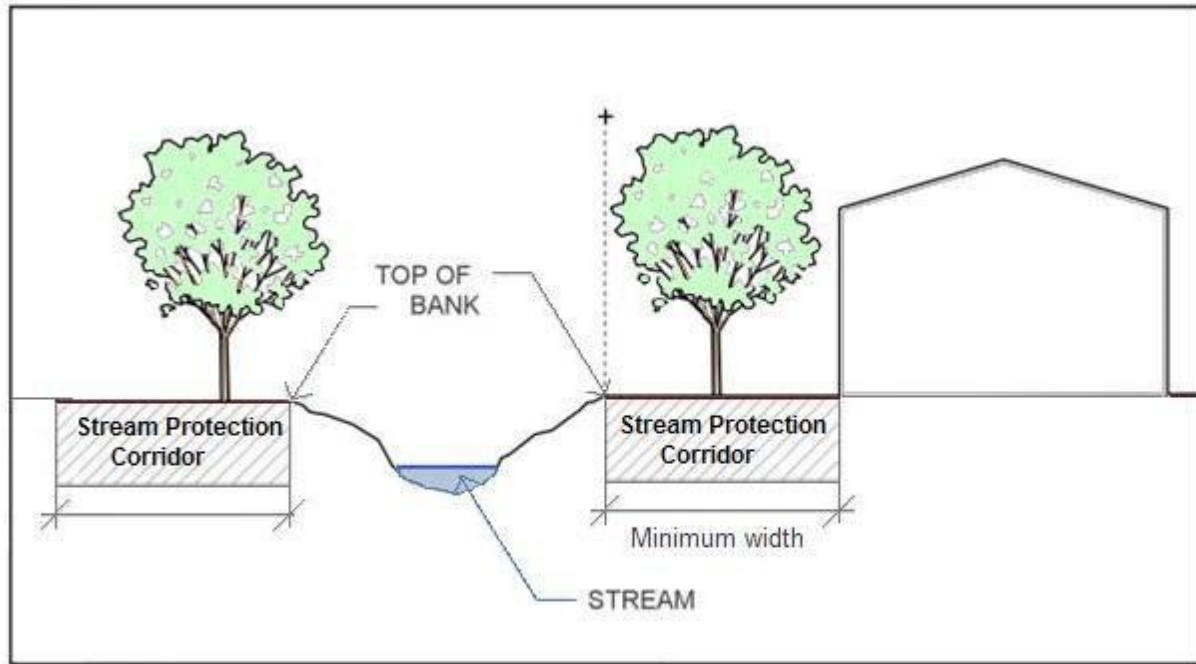 TOP OF
BANK
Stream Protection
Corridor
Stream Protection
Corridor
Minimum width
STREAM